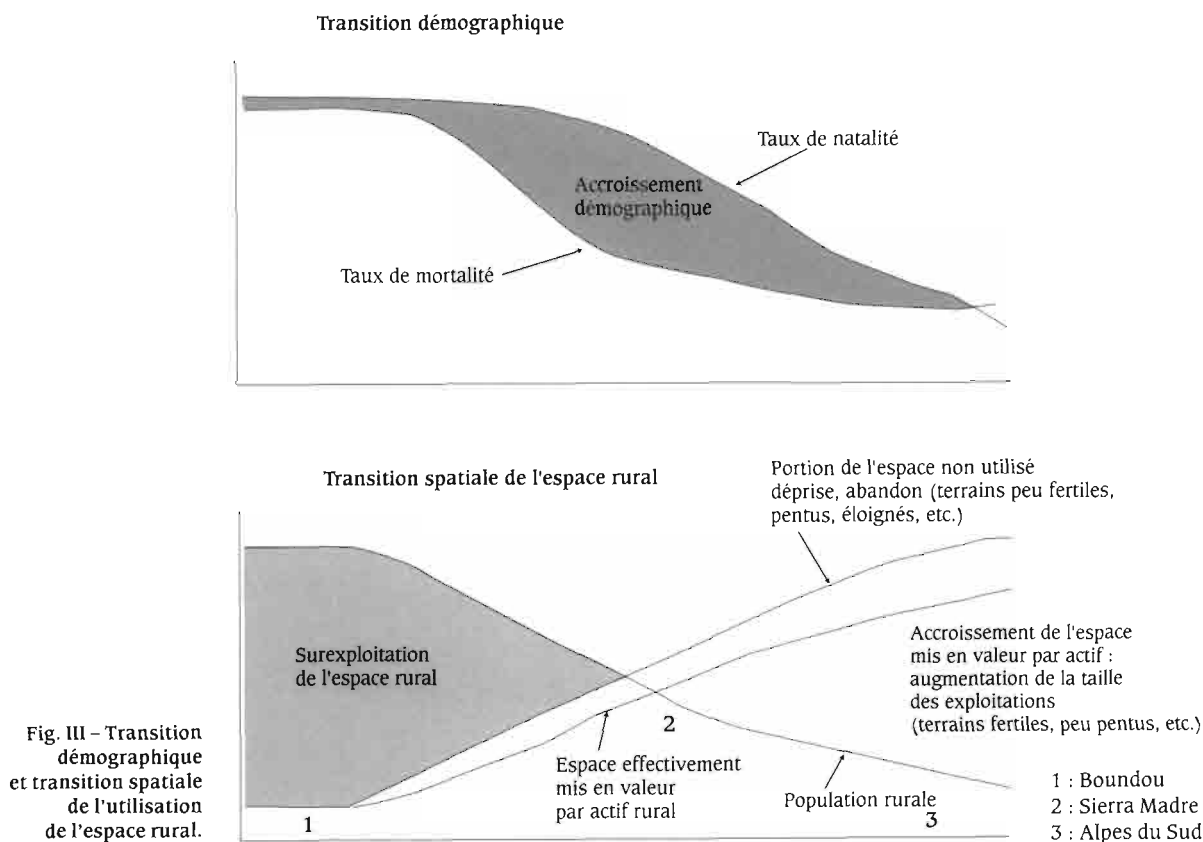 Transition démographique
Taux de natalité
Accroissement
démographique
Taux de mortalité
Transition spatiale de l'espace rural
Portion de l'espace non utilisé
déprise, abandon (terrains peu fertiles,
pentus, éloignés, etc.)
Surexploitation
de l'espace rural
Accroissement de l'espace
mis en valeur par actif :
augmentation de la taille
des exploitations
(terrains fertiles, peu pentus, etc.)
2
Espace effectivement
mis en valeur
par actif rural
Population rurale
1
3
1 : Boundou
2 : Sierra Madre
3 : Alpes du Sud
Fig. III – Transition
démographique
et transition spatiale
de l'utilisation
de l'espace rural.